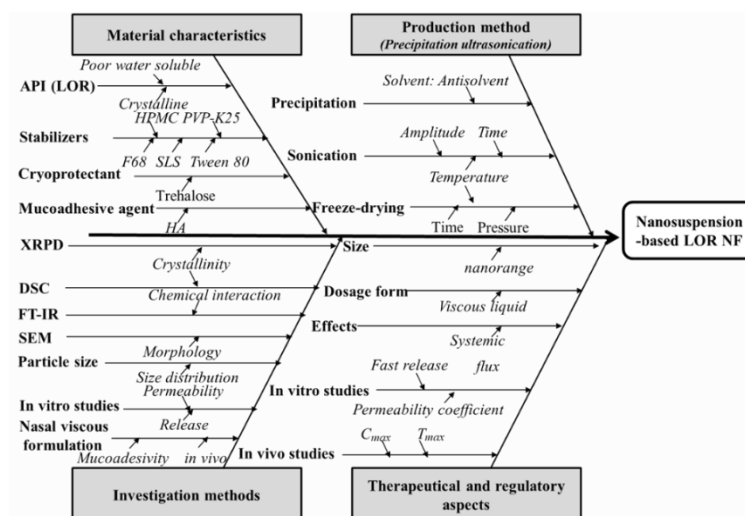 Material characteristics
Poor water soluble
API (LOR)
Crystalline
HPMC PVP-K25
Stabilizers
F68 SLS Tween 80
Cryoprotectant
Trehalose
Mucoadhesive agent
HA
Production method
(Precipitation ultrasonication)
Solvent: Antisolvent
Precipitation
Amplitude Time
Sonication
Temperature
Freeze-drying
Time Pressure
Nanosuspension
-based LOR NF
XRPD
Crystallinity
DSC
Chemical interaction
FT-IR
SEM
Morphology
Particle size
Size distribution
Permeability
In vitro studies
Release
Nasal viscous
formulation
Mucoadesivity in vivo
Investigation methods
Size
nanorange
Dosage form
Viscous liquid
Effects
Systemic
Fast release flux
In vitro studies
Permeability coefficient
Cmax Tmax
In vivo studies
Therapeutical and regulatory
aspects